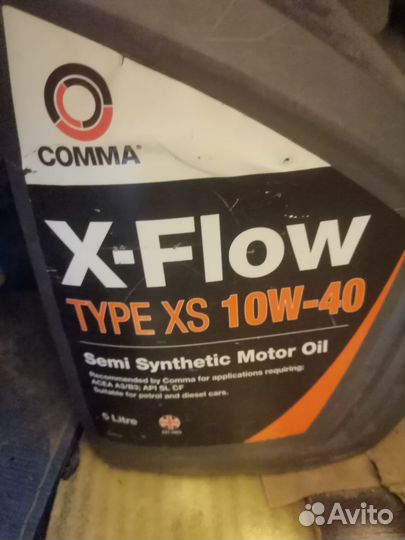 COMMA®
X-Flow
TYPE XS 10W-40
Semi Synthetic Motor Oil
Recommended by Comma for applications requiring:
ACEA A3/B3; API SL CF
Suitable for petrol and diesel cars.
5 Litre
Avito